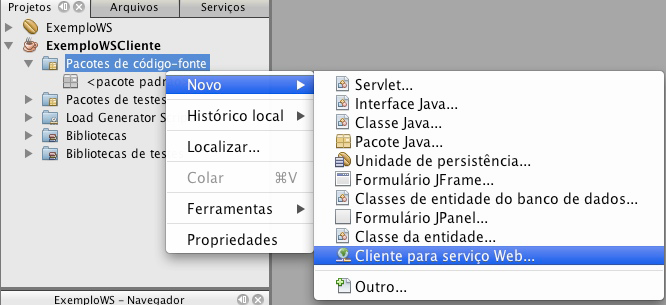 Projetos Arquivos Serviços
ExemploWS
ExemploWSCliente
Pacotes de código-fonte
<pacote padr
Pacotes de testes
Load Generator S
Bibliotecas
Bibliotecas de tes
Novo
Histórico local
Localizar...
Colar ⌘V
Ferramentas
Propriedades
Servlet...
Interface Java...
Classe Java...
Pacote Java...
Unidade de persistência...
Formulário JFrame...
Classes de entidade do banco de dados...
Formulário JPanel...
Classe da entidade...
Cliente para serviço Web...
Outro...
ExemploWS - Navegador